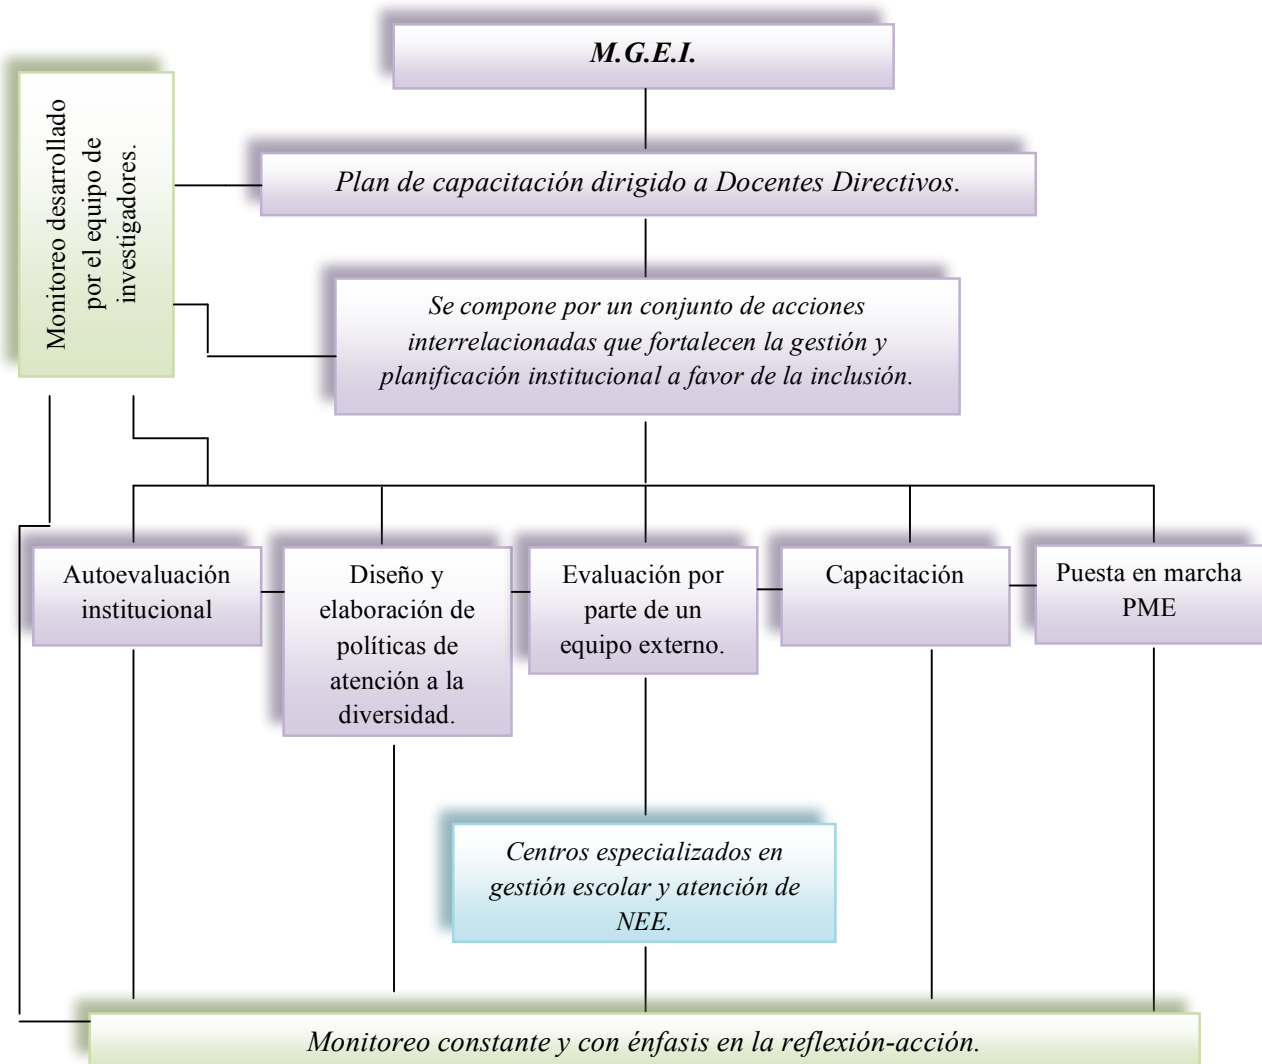 M.G.E.I.
Monitoreo desarrollado
por el equipo de
investigadores.
Plan de capacitación dirigido a Docentes Directivos.
Se compone por un conjunto de acciones
interrelacionadas que fortalecen la gestión y
planificación institucional a favor de la inclusión.
Autoevaluación
institucional
Diseño y
elaboración de
políticas de
atención a la
diversidad.
Evaluación por
parte de un
equipo externo.
Capacitación
Puesta en marcha
PME
Centros especializados en
gestión escolar y atención de
NEE.
Monitoreo constante y con énfasis en la reflexión-acción.